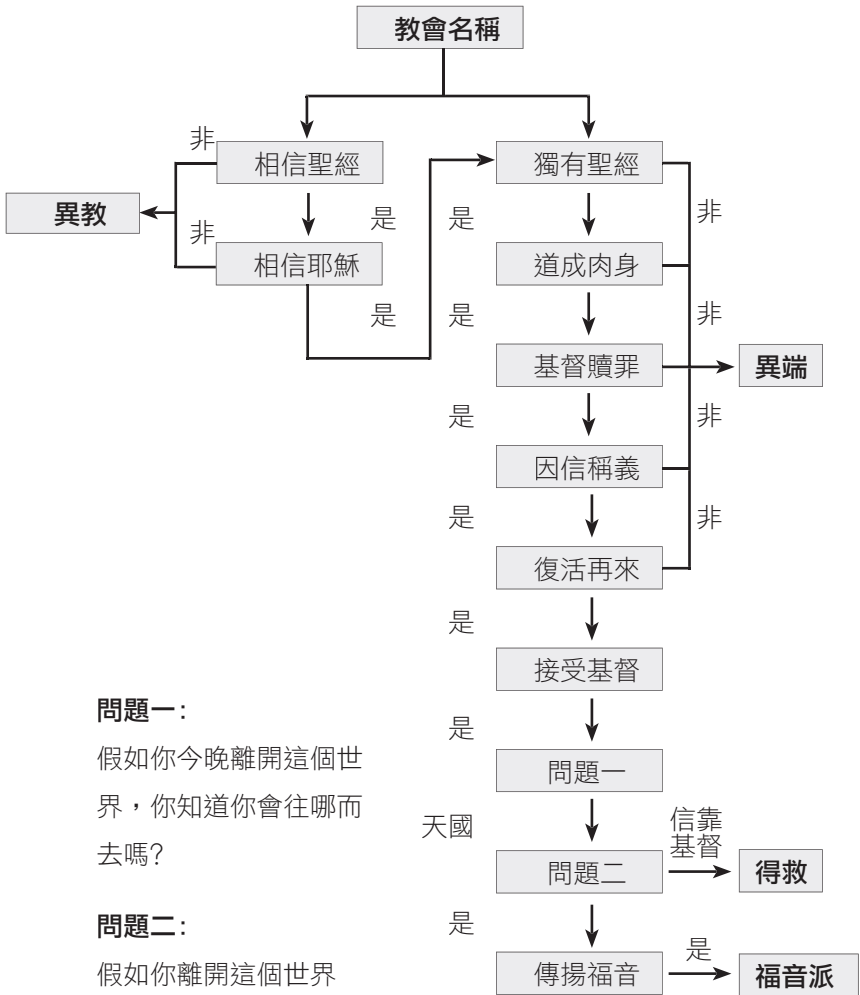 教會名稱
非
相信聖經
獨有聖經
異教
非
是
是
非
相信耶穌
道成肉身
是
是
非
基督贖罪
異端
是
非
因信稱義
是
非
復活再來
是
接受基督
是
問題一
天國
信靠
基督
問題二
得救
是
傳揚福音
是
福音派
問題一：
假如你今晚離開這個世
界，你知道你會往哪而
去嗎?
問題二：
假如你離開這個世界